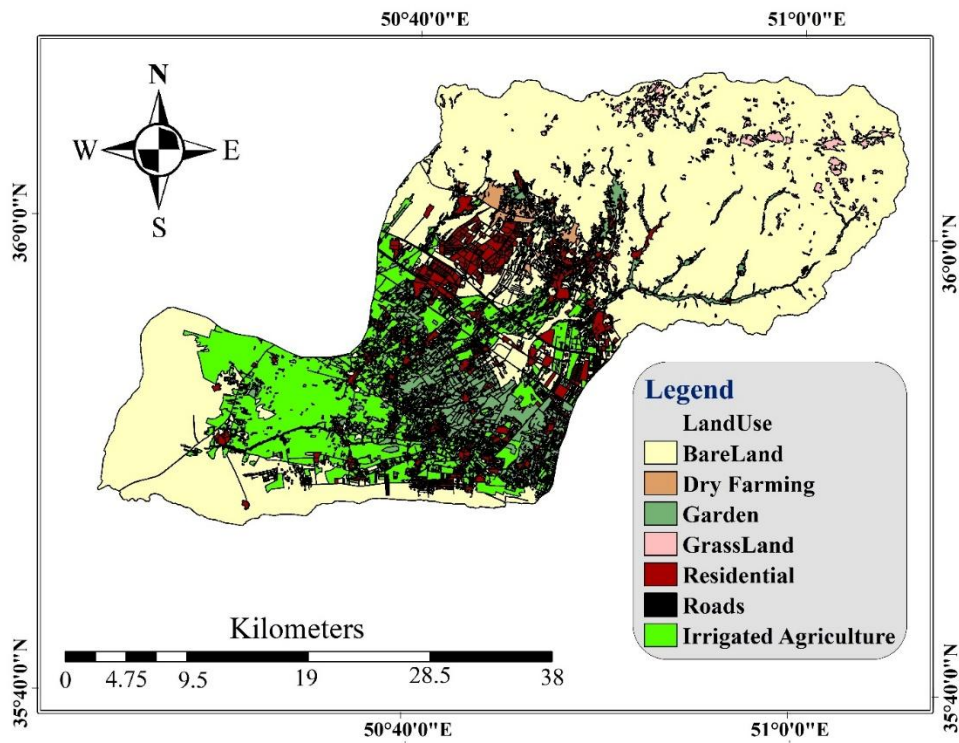 50°40'0"E 51°0'0"E
N
W E
S
36°0'0"N
36°0'0"N
Legend
LandUse
BareLand
Dry Farming
Garden
GrassLand
Residential
Roads
Irrigated Agriculture
Kilometers
0 4.75 9.5 19 28.5 38
35°40'0"N
35°40'0"N
50°40'0"E 51°0'0"E